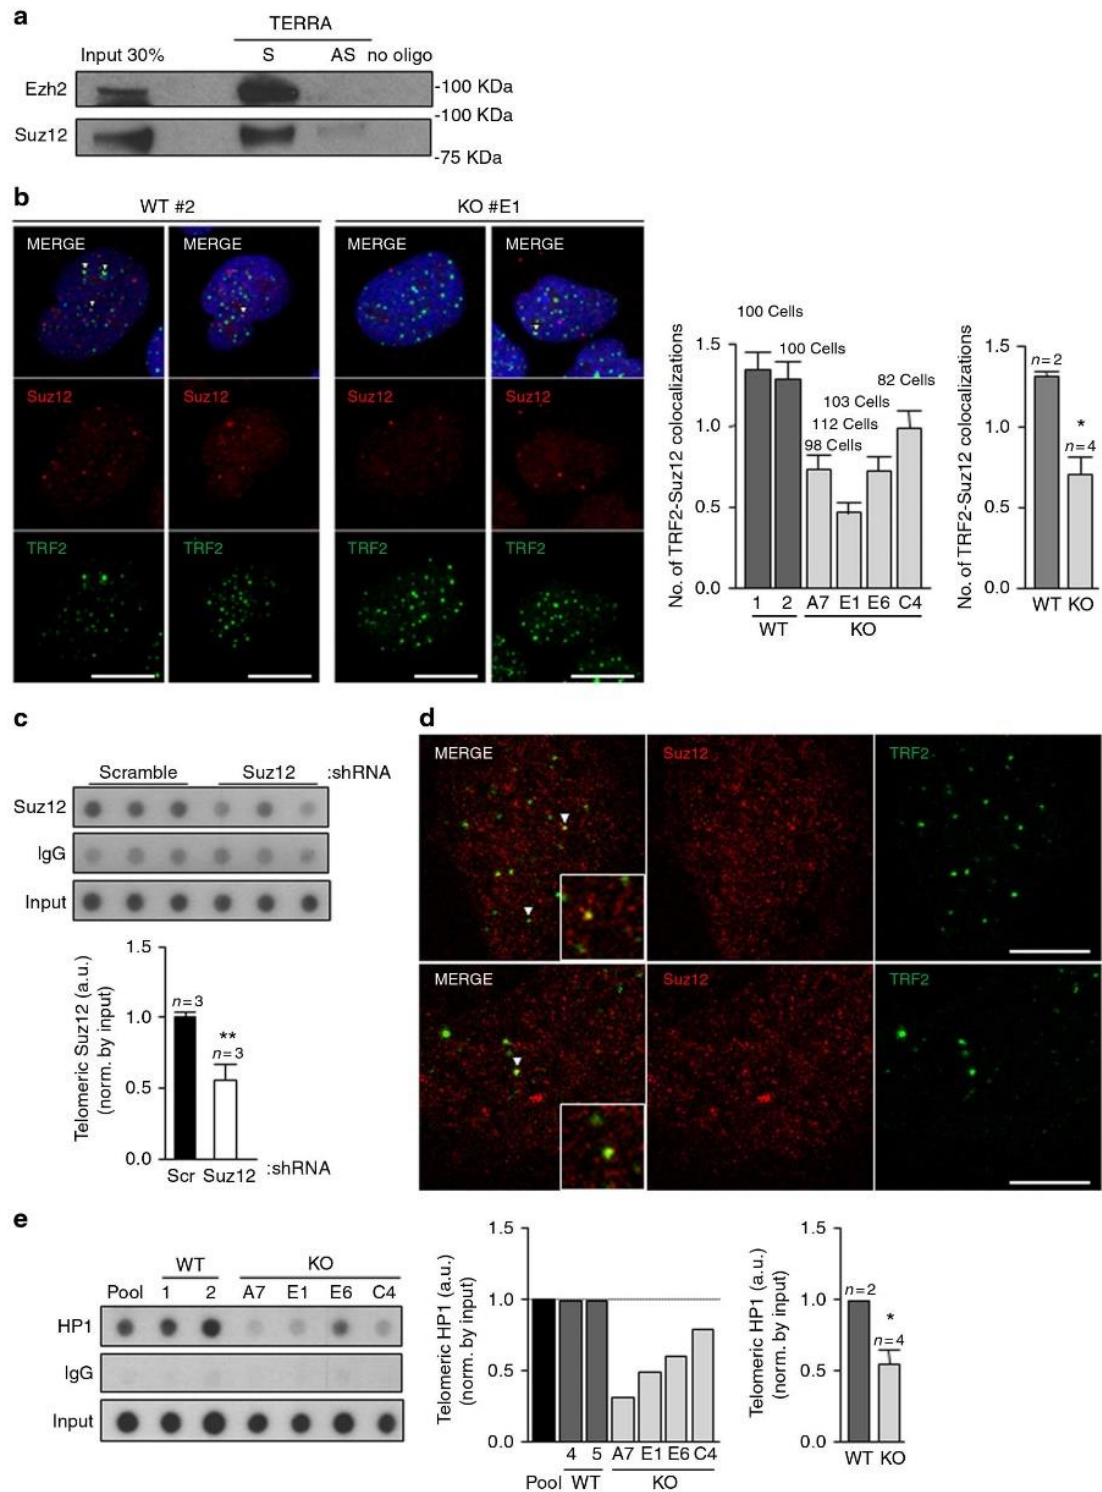 a
TERRA
Input 30% S AS no oligo
Ezh2 -100 KDa
-100 KDa
Suz12
-75 KDa
b
WT #2 KO #E1
MERGE MERGE MERGE MERGE
Suz12 Suz12 Suz12 Suz12
TRF2 TRF2 TRF2 TRF2
No. of TRF2-Suz12 colocalizations
1.5
1.0
0.5
0.0
100 Cells
100 Cells
98 Cells
112 Cells
103 Cells
82 Cells
1 2 A7 E1 E6 C4
WT KO
No. of TRF2-Suz12 colocalizations
1.5
1.0
0.5
0.0
n=2
*
n=4
WT KO
c
Scramble Suz12 :shRNA
Suz12
IgG
Input
Telomeric Suz12 (a.u.)
(norm. by input)
1.5
1.0
0.5
0.0
n=3
**
n=3
Scr Suz12 :shRNA
d
MERGE Suz12 TRF2
MERGE Suz12 TRF2
e
WT KO
Pool 1 2 A7 E1 E6 C4
HP1
IgG
Input
Telomeric HP1 (a.u.)
(norm. by input)
1.5
1.0
0.5
0.0
4 5 A7 E1 E6 C4
Pool WT KO
Telomeric HP1 (a.u.)
(norm. by input)
1.5
1.0
0.5
0.0
n=2
*
n=4
WT KO